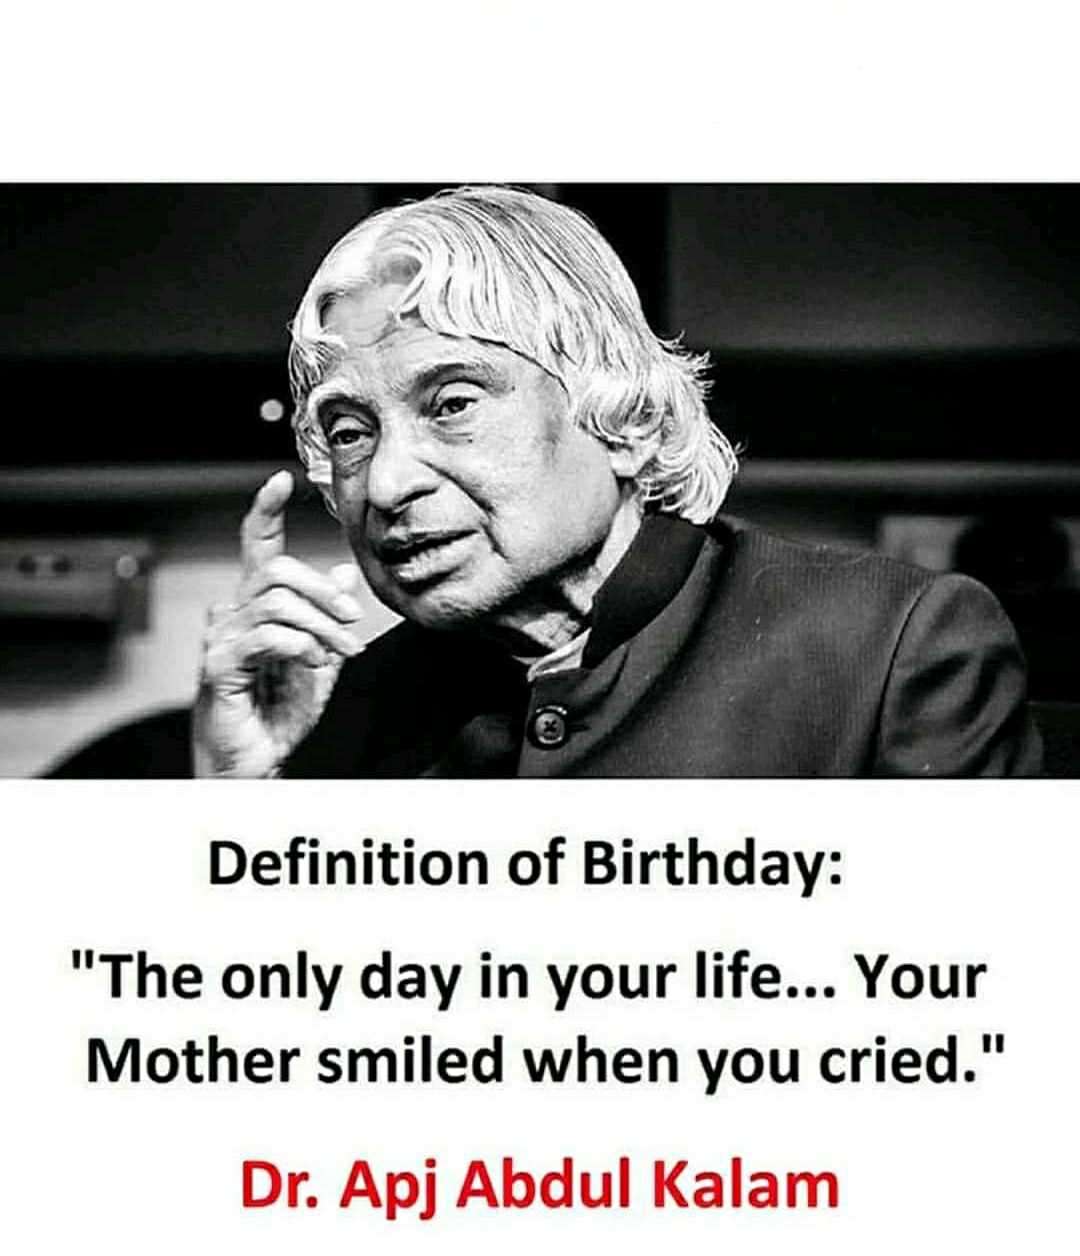 Definition of Birthday:
"The only day in your life... Your
Mother smiled when you cried."
Dr. Apj Abdul Kalam